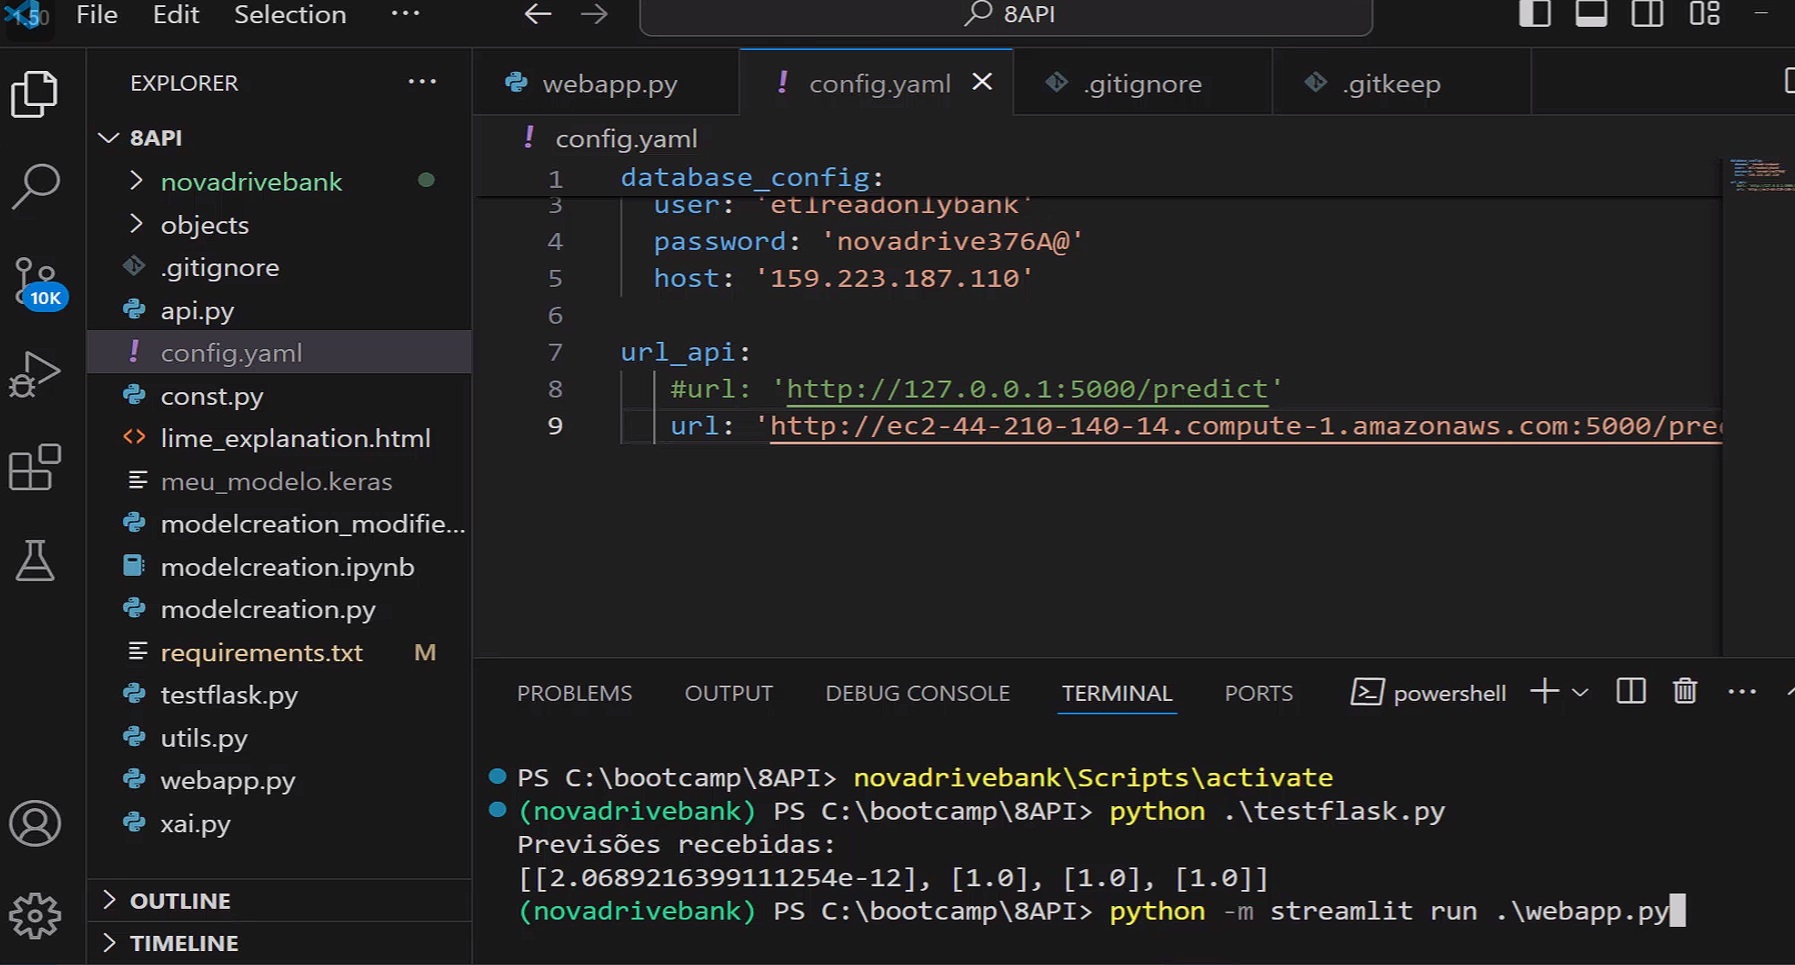 1.50
File Edit Selection ··· 8API
EXPLORER ···
8API
novadrivebank
objects
.gitignore
api.py
config.yaml
const.py
lime_explanation.html
meu_modelo.keras
modelcreation_modifie...
modelcreation.ipynb
modelcreation.py
requirements.txt M
testflask.py
utils.py
webapp.py
xai.py
OUTLINE
TIMELINE
10K
webapp.py ! config.yaml .gitignore .gitkeep
! config.yaml
1 database_config:
3 user: 'etlreadonlybank'
4 password: 'novadrive376A@'
5 host: '159.223.187.110'
6
7 url_api:
8 #url: 'http://127.0.0.1:5000/predict'
9 url: 'http://ec2-44-210-140-14.compute-1.amazonaws.com:5000/pred
PROBLEMS OUTPUT DEBUG CONSOLE TERMINAL PORTS powershell ···
PS C:\bootcamp\8API> novadrivebank\Scripts\activate
(novadrivebank) PS C:\bootcamp\8API> python .\testflask.py
Previsões recebidas:
[[2.0689216399111254e-12], [1.0], [1.0], [1.0]]
(novadrivebank) PS C:\bootcamp\8API> python -m streamlit run .\webapp.py